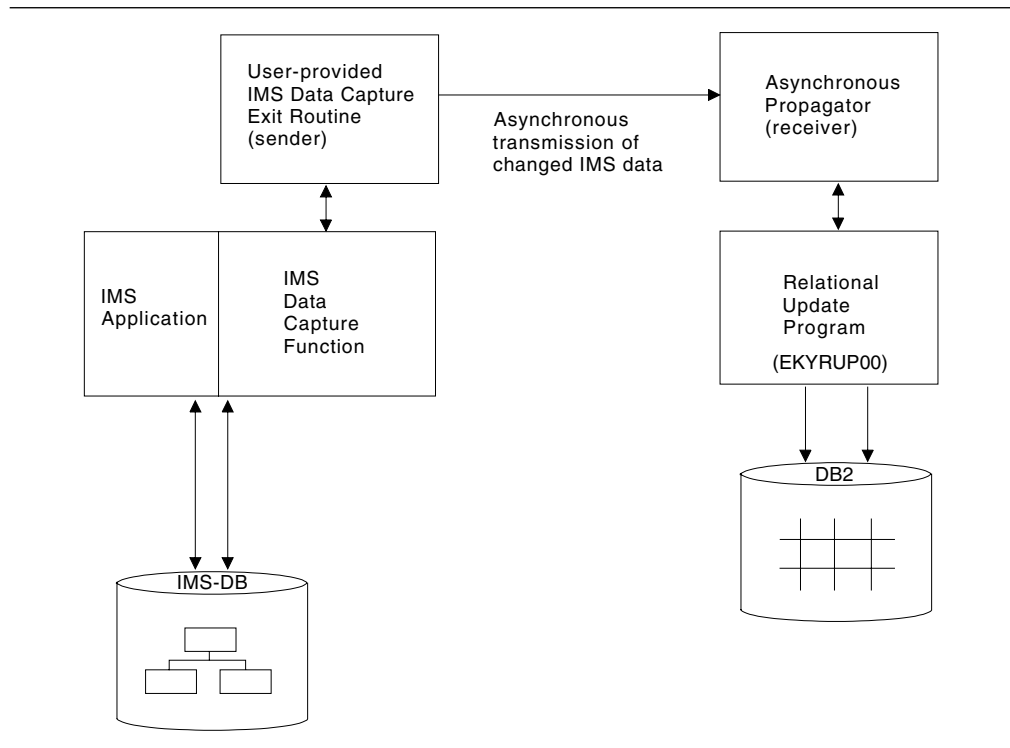 User-provided
IMS Data Capture
Exit Routine
(sender)
Asynchronous
transmission of
changed IMS data
Asynchronous
Propagator
(receiver)
IMS
Application
IMS
Data
Capture
Function
Relational
Update
Program
(EKYRUP00)
DB2
IMS-DB